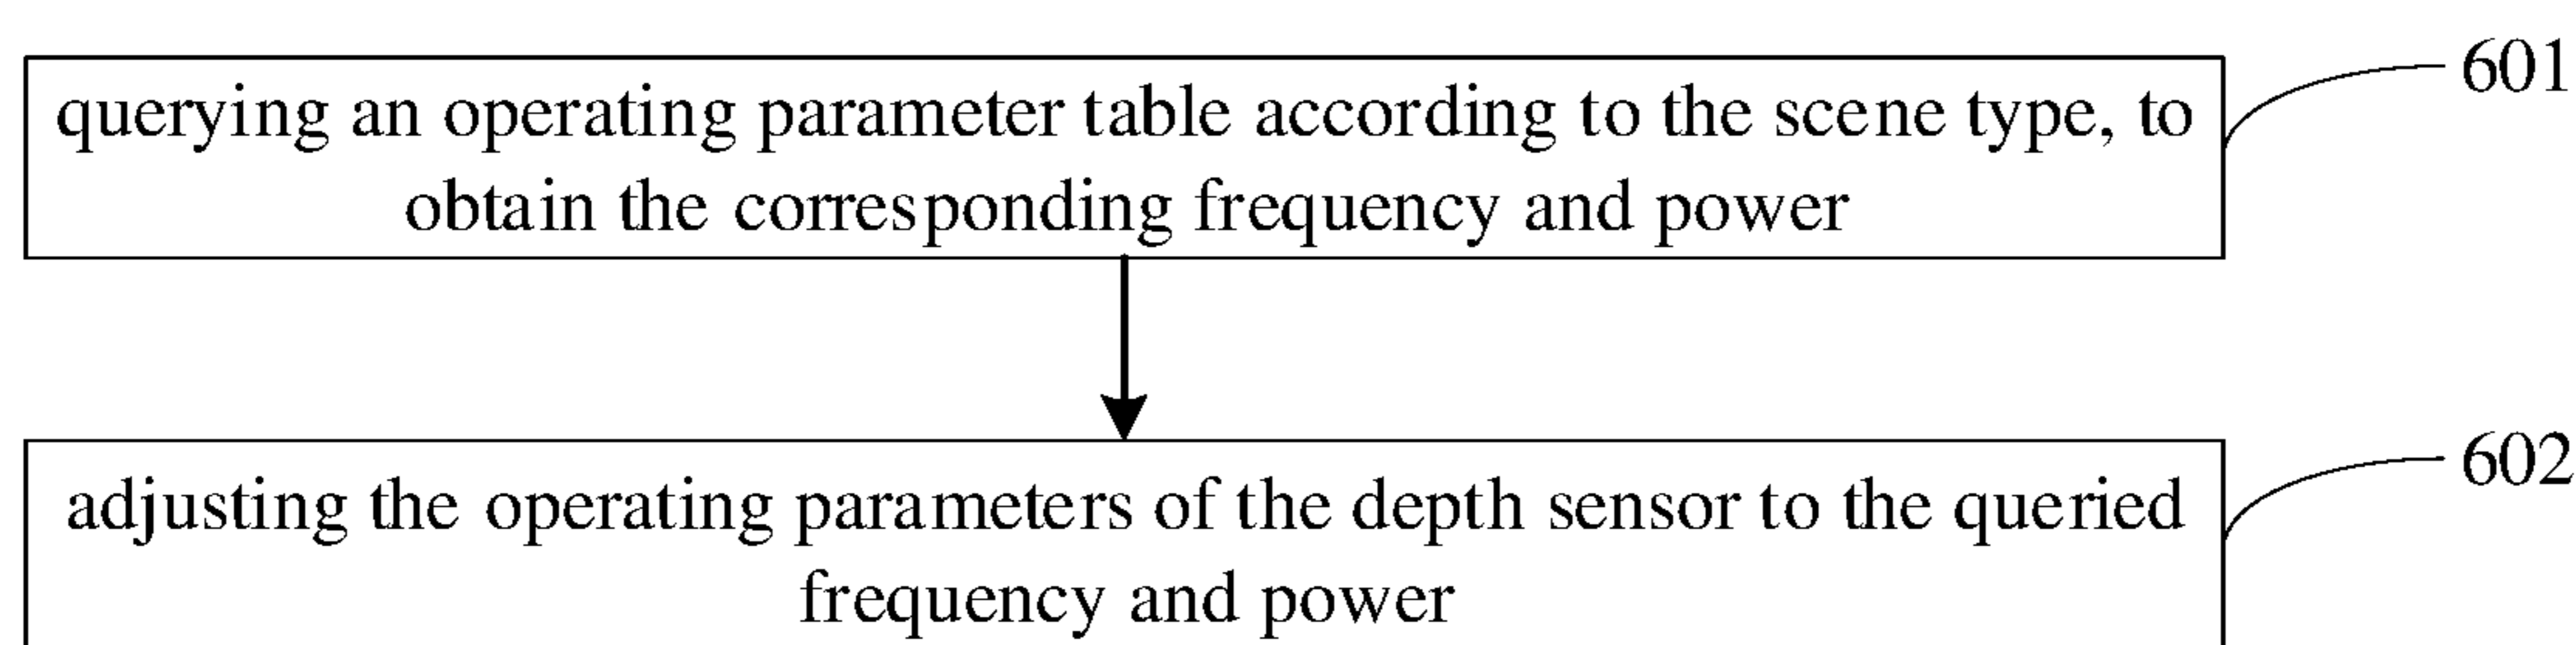 601
querying an operating parameter table according to the scene type, to
obtain the corresponding frequency and power
602
adjusting the operating parameters of the depth sensor to the queried
frequency and power